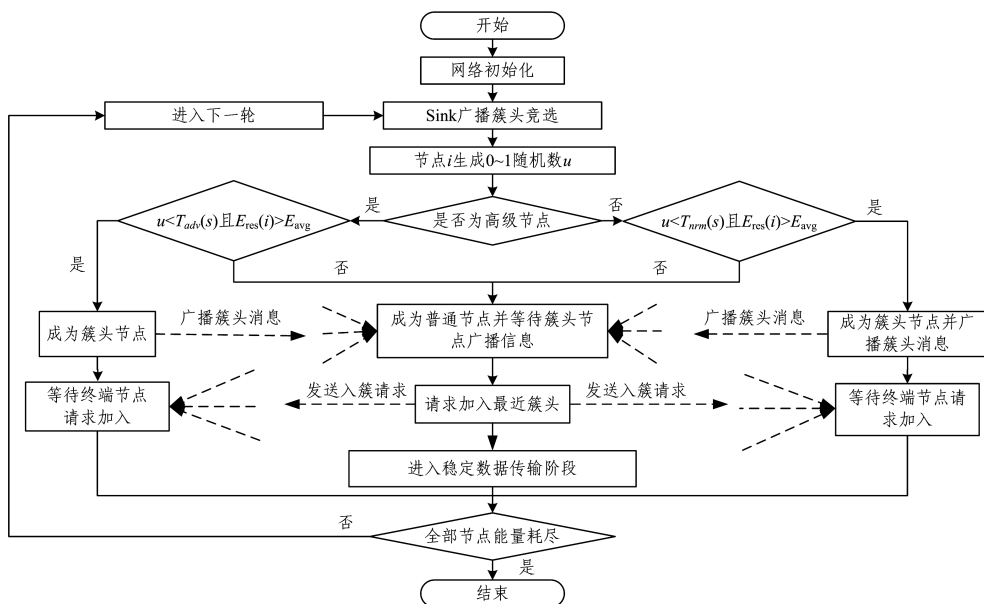 开始
网络初始化
进入下一轮
Sink广播簇头竞选
节点i生成0~1随机数u
u<Tadv(s)且Eres(i)>Eavg
是
是否为高级节点
否
u<Tnrm(s)且Eres(i)>Eavg
是
是
否
否
成为簇头节点
广播簇头消息
成为普通节点并等待簇头节
点广播信息
广播簇头消息
成为簇头节点并广
播簇头消息
等待终端节点
请求加入
发送入簇请求
请求加入最近簇头
发送入簇请求
等待终端节点请
求加入
进入稳定数据传输阶段
否
全部节点能量耗尽
是
结束